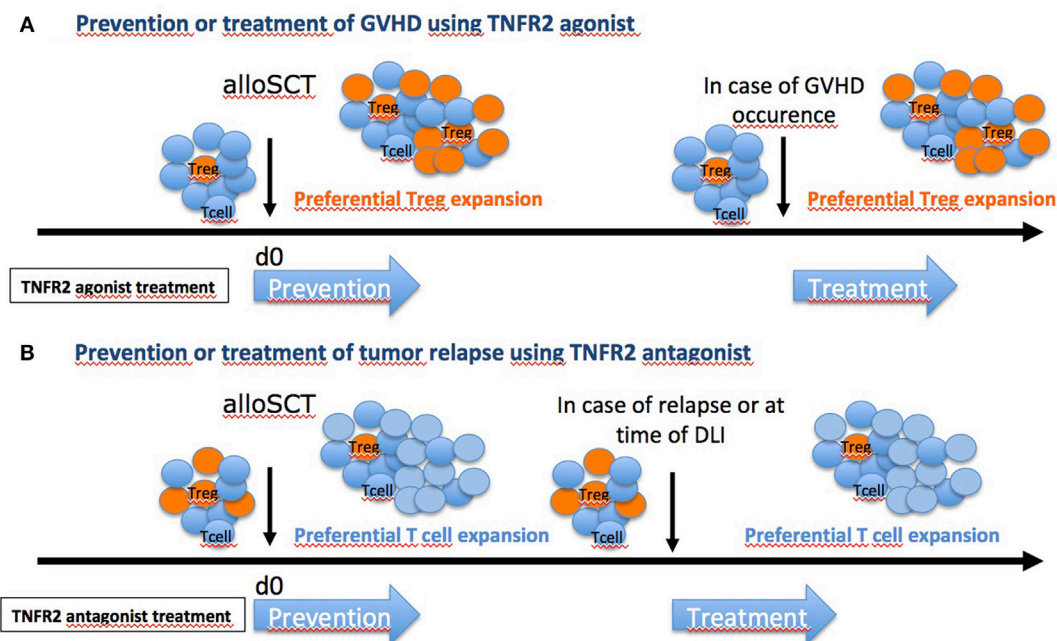 A
Prevention or treatment of GVHD using TNFR2 agonist
alloSCT
Treg
Tcell
Treg
Treg
Tcell
Preferential Treg expansion
In case of GVHD
occurence
Treg
Tcell
Treg
Treg
Tcell
Preferential Treg expansion
d0
TNFR2 agonist treatment
Prevention
Treatment
B
Prevention or treatment of tumor relapse using TNFR2 antagonist
alloSCT
Treg
Tcell
Treg
Tcell
Preferential T cell expansion
In case of relapse or at
time of DLI
Treg
Tcell
Treg
Tcell
Preferential T cell expansion
d0
TNFR2 antagonist treatment
Prevention
Treatment